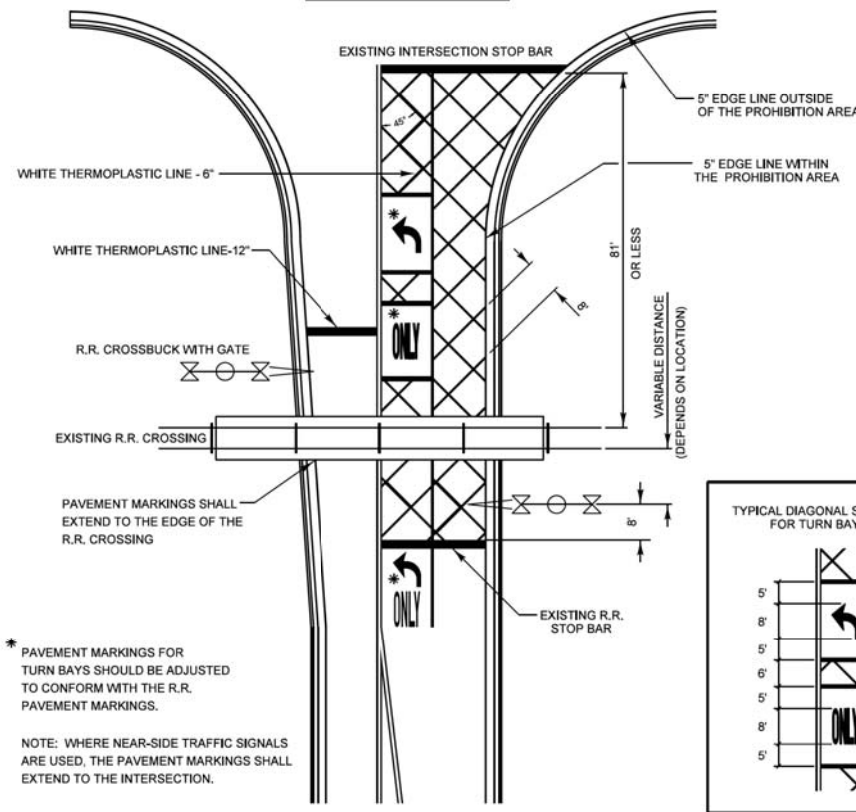 EXISTING INTERSECTION STOP BAR
5" EDGE LINE OUTSIDE
OF THE PROHIBITION AREA
45°
WHITE THERMOPLASTIC LINE - 6"
5" EDGE LINE WITHIN
THE PROHIBITION AREA
*
81'
OR LESS
WHITE THERMOPLASTIC LINE-12"
8'
*
ONLY
VARIABLE DISTANCE
(DEPENDS ON LOCATION)
R.R. CROSSBUCK WITH GATE
EXISTING R.R. CROSSING
PAVEMENT MARKINGS SHALL
EXTEND TO THE EDGE OF THE
R.R. CROSSING
8'
*
ONLY
EXISTING R.R.
STOP BAR
* PAVEMENT MARKINGS FOR
TURN BAYS SHOULD BE ADJUSTED
TO CONFORM WITH THE R.R.
PAVEMENT MARKINGS.
NOTE: WHERE NEAR-SIDE TRAFFIC SIGNALS
ARE USED, THE PAVEMENT MARKINGS SHALL
EXTEND TO THE INTERSECTION.
TYPICAL DIAGONAL S
FOR TURN BAY
5'
8'
5'
6'
5'
8'
5'
ONLY